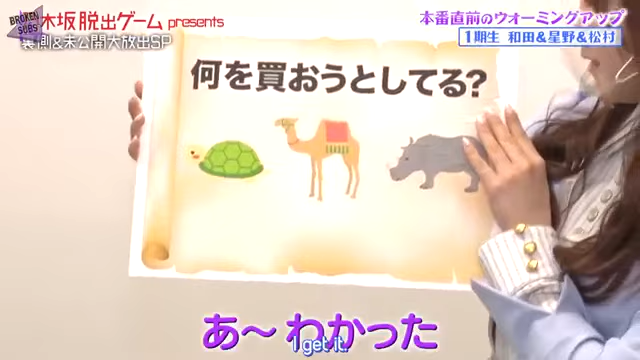 BROKEN
SUBS
木坂脱出ゲーム presents
裏側&未公開大放出SP
本番直前のウォーミングアップ
1期生 和田&星野&松村
何を買おうとしてる?
あ〜わかった
I get it.